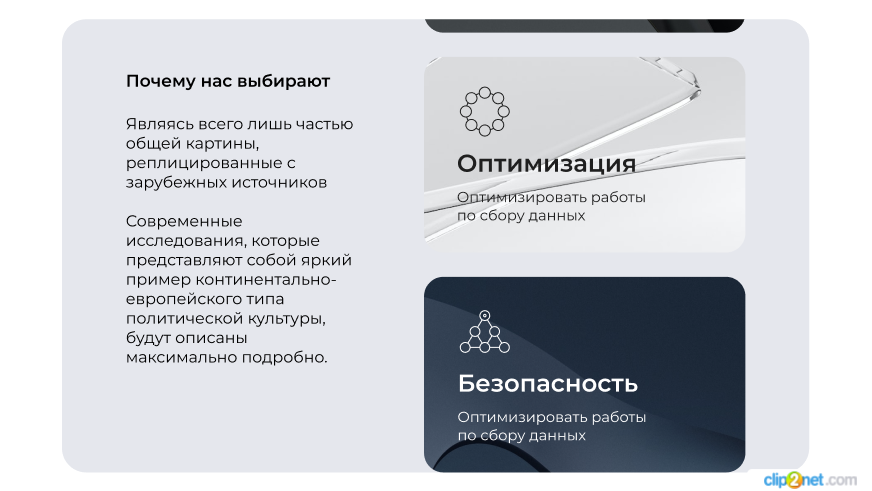 Почему нас выбирают
Являясь всего лишь частью
общей картины,
реплицированные с
зарубежных источников
Современные
исследования, которые
представляют собой яркий
пример континентально-
европейского типа
политической культуры,
будут описаны
максимально подробно.
Оптимизация
Оптимизировать работы
по сбору данных
Безопасность
Оптимизировать работы
по сбору данных
clip2net.com